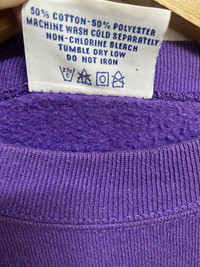 50% COTTON-50% POLYESTER
MACHINE WASH COLD SEPARATELY
NON-CHLORINE BLEACH
TUMBLE DRY LOW
DO NOT IRON